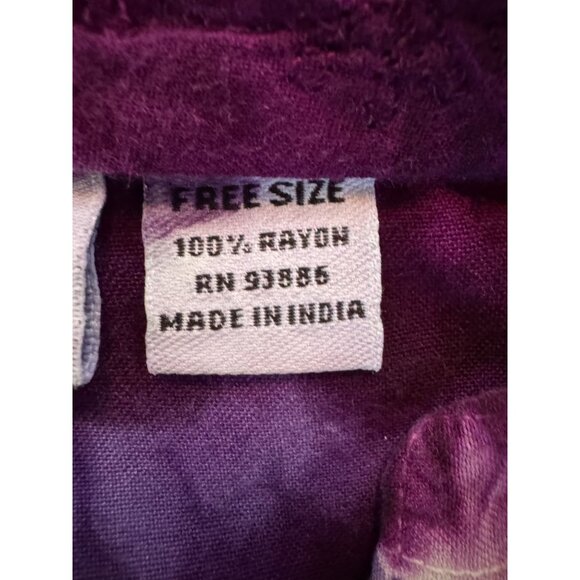 FREE SIZE
100% RAYON
RN 93886
MADE IN INDIA